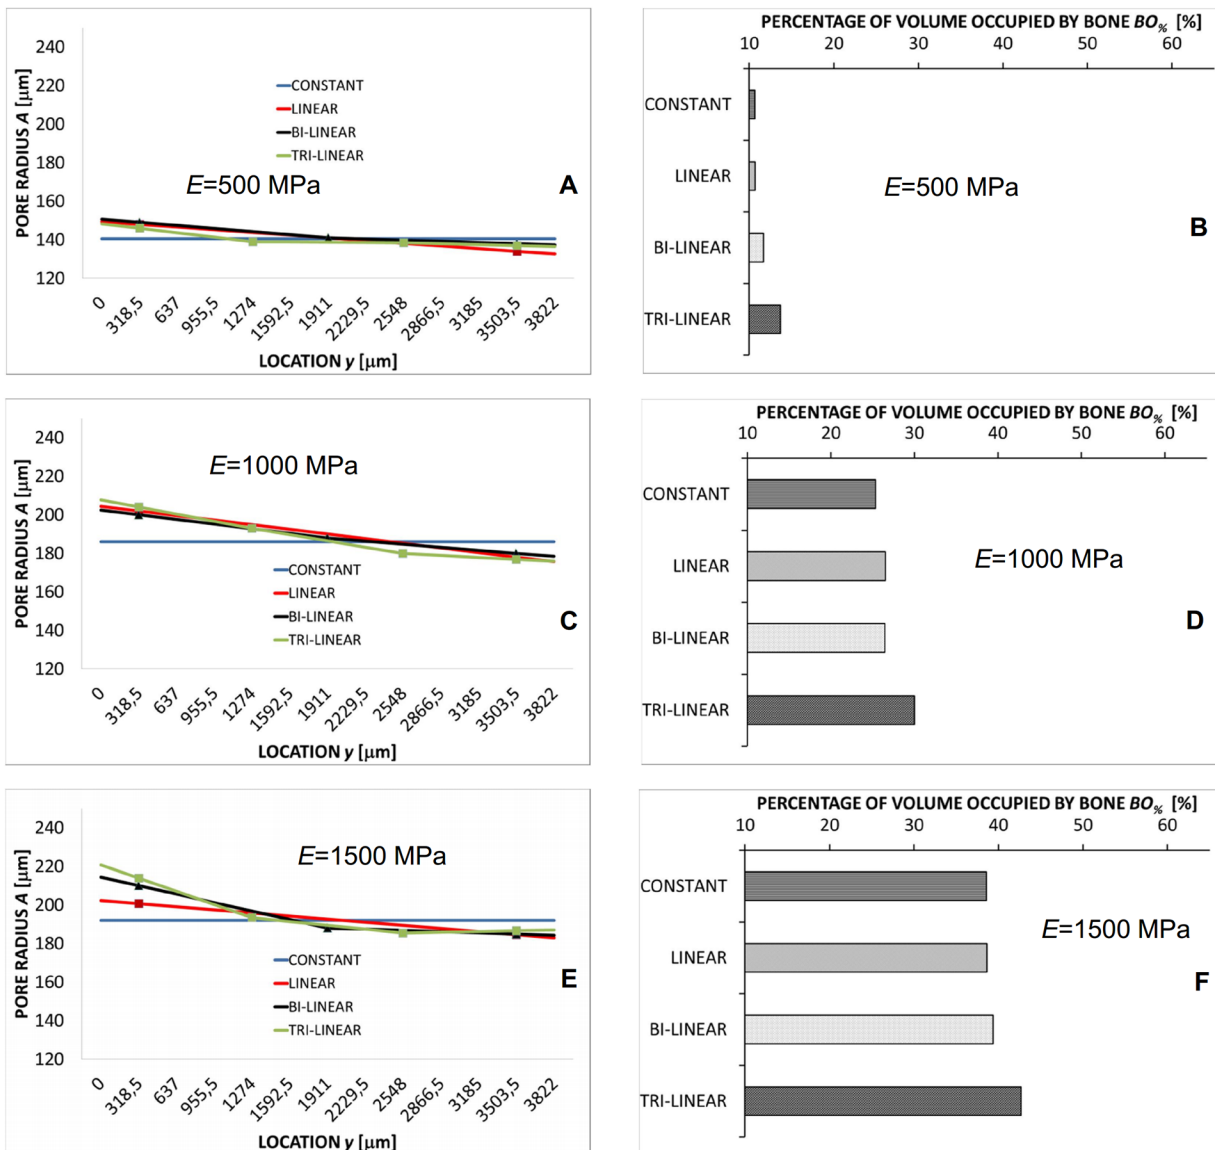 PORE RADIUS A [µm]
240
220
200
180
160
140
120
CONSTANT
LINEAR
BI-LINEAR
TRI-LINEAR
E=500 MPa
A
0 318,5 637 955,5 1274 1592,5 1911 2229,5 2548 2866,5 3185 3503,5 3822
LOCATION y [µm]
PERCENTAGE OF VOLUME OCCUPIED BY BONE BO% [%]
10 20 30 40 50 60
CONSTANT
LINEAR
BI-LINEAR
TRI-LINEAR
E=500 MPa
B
PORE RADIUS A [µm]
240
220
200
180
160
140
120
E=1000 MPa
CONSTANT
LINEAR
BI-LINEAR
TRI-LINEAR
C
0 318,5 637 955,5 1274 1592,5 1911 2229,5 2548 2866,5 3185 3503,5 3822
LOCATION y [µm]
PERCENTAGE OF VOLUME OCCUPIED BY BONE BO% [%]
10 20 30 40 50 60
CONSTANT
LINEAR
BI-LINEAR
TRI-LINEAR
E=1000 MPa
D
PORE RADIUS A [µm]
240
220
200
180
160
140
120
E=1500 MPa
CONSTANT
LINEAR
BI-LINEAR
TRI-LINEAR
E
0 318,5 637 955,5 1274 1592,5 1911 2229,5 2548 2866,5 3185 3503,5 3822
LOCATION y [µm]
PERCENTAGE OF VOLUME OCCUPIED BY BONE BO% [%]
10 20 30 40 50 60
CONSTANT
LINEAR
BI-LINEAR
TRI-LINEAR
E=1500 MPa
F